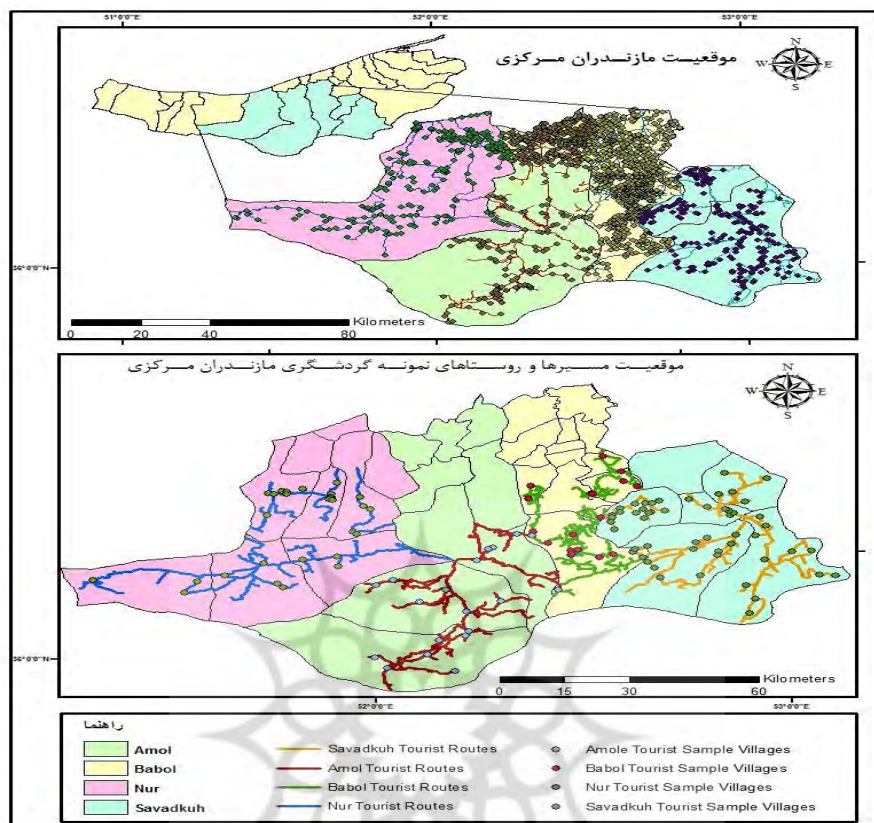 51°0'0"E 52°0'0"E 53°0'0"E
موقعیت مازندران مرکزی
N
W E
S
36°0'0"N
Kilometers
0 20 40 80
موقعیت مسیرها و روستاهای نمونه گردشگری مازندران مرکزی
N
W E
S
36°0'0"N
Kilometers
0 15 30 60
52°0'0"E 53°0'0"E
راهنما
Amol
Babol
Nur
Savadkuh
Savadkuh Tourist Routes
Amol Tourist Routes
Babol Tourist Routes
Nur Tourist Routes
Amole Tourist Sample Villages
Babol Tourist Sample Villages
Nur Tourist Sample Villages
Savadkuh Tourist Sample Villages